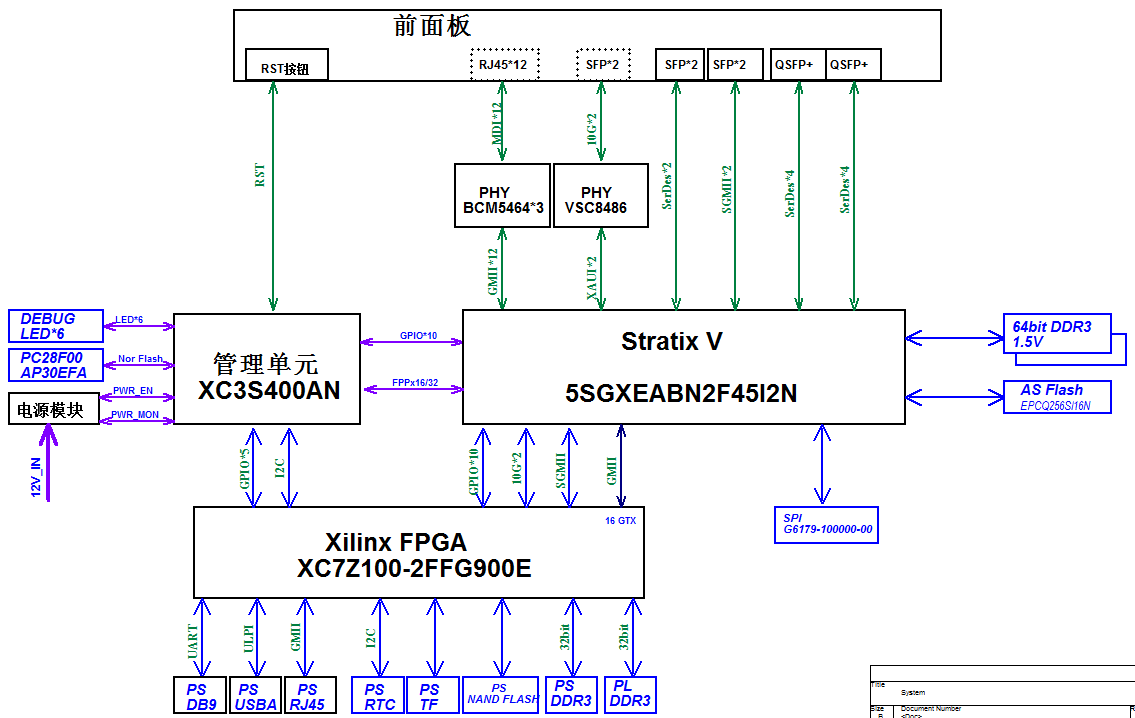 前面板
RST按钮
RJ45*12
SFP*2
SFP*2
SFP*2
QSFP+
QSFP+
RST
MDI*12
10G*2
SerDes*2
SGMII*2
SerDes*4
SerDes*4
PHY
BCM5464*3
PHY
VSC8486
GMII*12
XAUI*2
DEBUG
LED*6
LED*6
PC28F00
AP30EFA
Nor Flash
电源模块
PWR_EN
PWR_MON
12V_IN
管理单元
XC3S400AN
GPIO*10
FPPx16/32
Stratix V
5SGXEABN2F45I2N
64bit DDR3
1.5V
AS Flash
EPCQ256SI16N
GPIO*5
I2C
GPIO*10
10G*2
SGMII
GMII
SPI
G6179-100000-00
16 GTX
Xilinx FPGA
XC7Z100-2FFG900E
UART
ULPI
GMII
I2C
32bit
32bit
PS
DB9
PS
USBA
PS
RJ45
PS
RTC
PS
TF
PS
NAND FLASH
PS
DDR3
PL
DDR3
Title
System
Size
Document Number
B
<Doc>
R